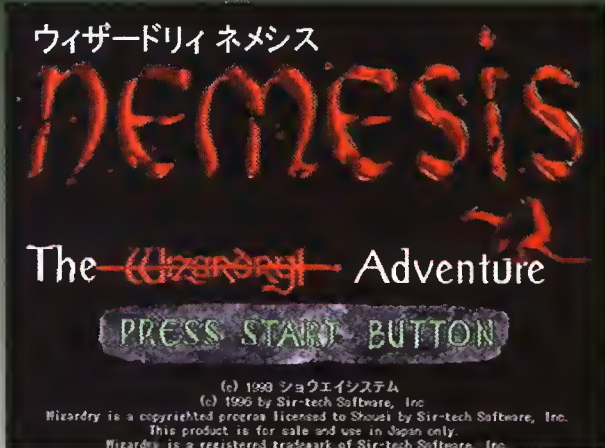 ウィザードリィ ネメシス
NEMESIS
The Wizardry Adventure
PRESS START BUTTON
(c) 1998 ショウエイシステム
(c) 1996 by Sir-tech Software, Inc
Wizardry is a copyrighted program licensed to Shouei by Sir-tech Software, Inc.
This product is for sale and use in Japan only.
Wizardry is a registered trademark of Sir-tech Software, Inc.